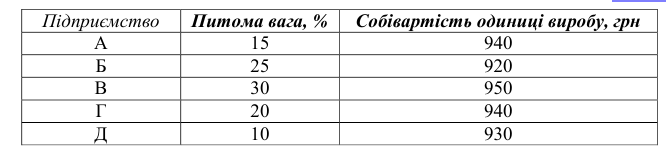 Підприємство Питома вага, % Собівартість одиниці виробу, грн
А 15 940
Б 25 920
В 30 950
Г 20 940
Д 10 930